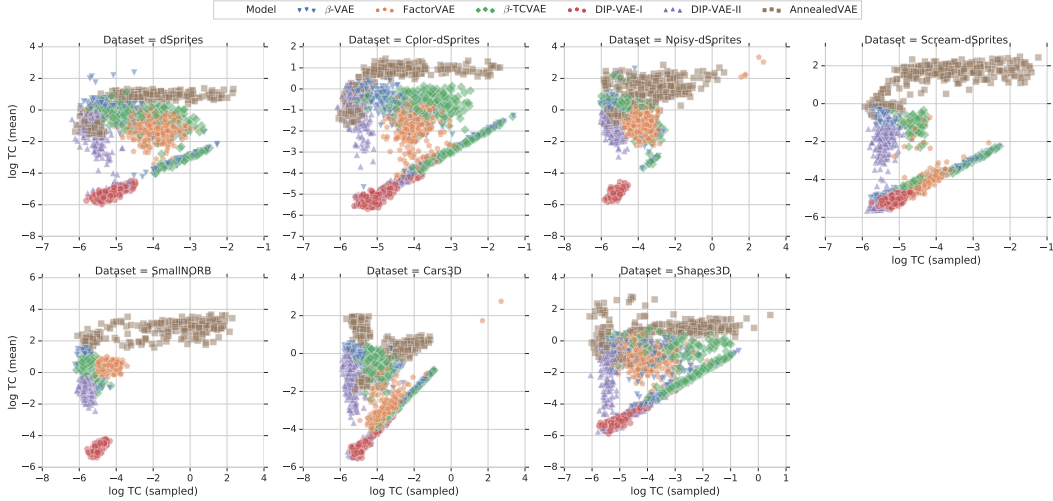 Model β-VAE FactorVAE β-TCVAE DIP-VAE-I DIP-VAE-II AnnealedVAE
Dataset = dSprites
Dataset = Color-dSprites
Dataset = Noisy-dSprites
Dataset = Scream-dSprites
log TC (mean)
4
2
0
−2
−4
−6
−8
−7 −6 −5 −4 −3 −2 −1
2
1
0
−1
−2
−3
−4
−5
−6
−7
−7 −6 −5 −4 −3 −2 −1
4
2
0
−2
−4
−6
−8
−8 −6 −4 −2 0 2 4
2
0
−2
−4
−6
−7 −6 −5 −4 −3 −2 −1
log TC (sampled)
Dataset = SmallNORB
Dataset = Cars3D
Dataset = Shapes3D
log TC (mean)
6
4
2
0
−2
−4
−6
−8 −6 −4 −2 0 2 4
log TC (sampled)
4
2
0
−2
−4
−6
−8 −6 −4 −2 0 2 4
log TC (sampled)
4
2
0
−2
−4
−6
−8
−7 −6 −5 −4 −3 −2 −1 0 1
log TC (sampled)